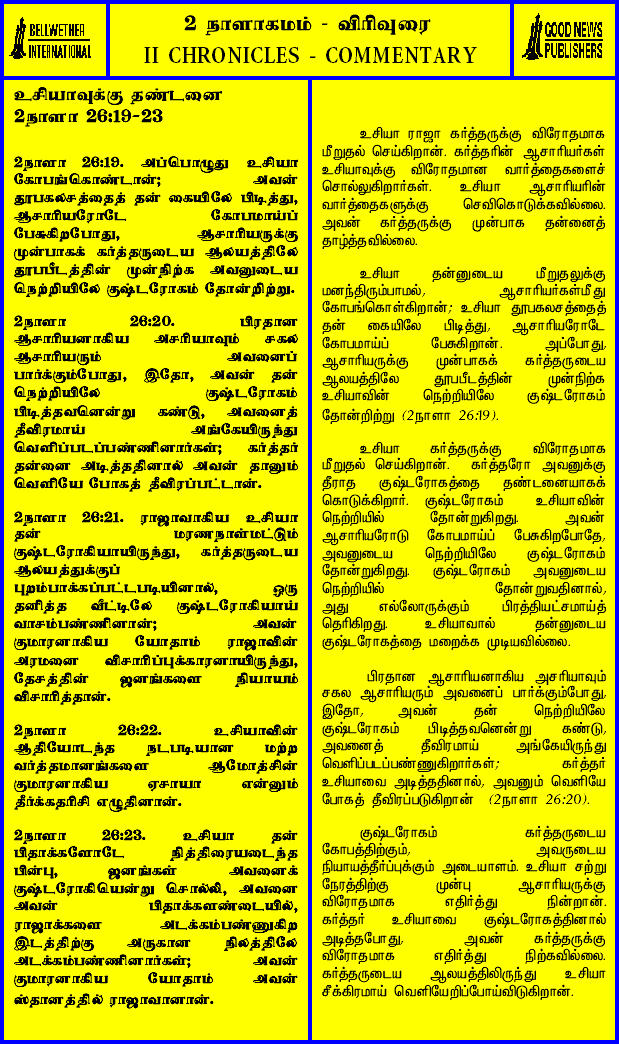 BELLWETHER
INTERNATIONAL
2 நாளாகமம் - விரிவுரை
II CHRONICLES - COMMENTARY
GOOD NEWS
PUBLISHERS
உசியாவுக்கு தண்டனை
2நாளா 26:19-23
2நாளா 26:19. அப்பொழுது உசியா
கோபங்கொண்டான்; அவன்
தூபகலசத்தைத் தன் கையிலே பிடித்து,
ஆசாரியரோடே கோபமாய்ப்
பேசுகிறபோது, ஆசாரியருக்கு
முன்பாகக் கர்த்தருடைய ஆலயத்திலே
தூபபீடத்தின் முன்நிற்க அவனுடைய
நெற்றியிலே குஷ்டரோகம் தோன்றிற்று.
2நாளா 26:20. பிரதான
ஆசாரியனாகிய அசரியாவும் சகல
ஆசாரியரும் அவனைப்
பார்க்கும்போது, இதோ, அவன் தன்
நெற்றியிலே குஷ்டரோகம்
பிடித்தவனென்று கண்டு, அவனைத்
தீவிரமாய் அங்கேயிருந்து
வெளிப்படப்பண்ணினார்கள்; கர்த்தர்
தன்னை அடித்ததினால் அவன் தானும்
வெளியே போகத் தீவிரப்பட்டான்.
2நாளா 26:21. ராஜாவாகிய உசியா
தன் மரணநாள்மட்டும்
குஷ்டரோகியாயிருந்து, கர்த்தருடைய
ஆலயத்துக்குப்
புறம்பாக்கப்பட்டபடியினால், ஒரு
தனித்த வீட்டிலே குஷ்டரோகியாய்
வாசம்பண்ணினான்; அவன்
குமாரனாகிய யோதாம் ராஜாவின்
அரமனை விசாரிப்புக்காரனாயிருந்து,
தேசத்தின் ஜனங்களை நியாயம்
விசாரித்தான்.
2நாளா 26:22. உசியாவின்
ஆதியோடந்த நடபடியான மற்ற
வர்த்தமானங்களை ஆமோத்சின்
குமாரனாகிய ஏசாயா என்னும்
தீர்க்கதரிசி எழுதினான்.
2நாளா 26:23. உசியா தன்
பிதாக்களோடே நித்திரையடைந்த
பின்பு, ஜனங்கள் அவனைக்
குஷ்டரோகியென்று சொல்லி, அவனை
அவன் பிதாக்களண்டையில்,
ராஜாக்களை அடக்கம்பண்ணுகிற
இடத்திற்கு அருகான நிலத்திலே
அடக்கம்பண்ணினார்கள்; அவன்
குமாரனாகிய யோதாம் அவன்
ஸ்தானத்தில் ராஜாவானான்.
உசியா ராஜா கர்த்தருக்கு விரோதமாக
மீறுதல் செய்கிறான். கர்த்தரின் ஆசாரியர்கள்
உசியாவுக்கு விரோதமான வார்த்தைகளைச்
சொல்லுகிறார்கள். உசியா ஆசாரியரின்
வார்த்தைகளுக்கு செவிகொடுக்கவில்லை.
அவன் கர்த்தருக்கு முன்பாக தன்னைத்
தாழ்த்தவில்லை.
உசியா தன்னுடைய மீறுதலுக்கு
மனந்திரும்பாமல், ஆசாரியர்கள்மீது
கோபங்கொள்கிறான்; உசியா தூபகலசத்தைத்
தன் கையிலே பிடித்து, ஆசாரியரோடே
கோபமாய்ப் பேசுகிறான். அப்போது,
ஆசாரியருக்கு முன்பாகக் கர்த்தருடைய
ஆலயத்திலே தூபபீடத்தின் முன்நிற்க
உசியாவின் நெற்றியிலே குஷ்டரோகம்
தோன்றிற்று (2நாளா 26:19).
உசியா கர்த்தருக்கு விரோதமாக
மீறுதல் செய்கிறான். கர்த்தரோ அவனுக்கு
தீராத குஷ்டரோகத்தை தண்டனையாகக்
கொடுக்கிறார். குஷ்டரோகம் உசியாவின்
நெற்றியில் தோன்றுகிறது. அவன்
ஆசாரியரோடு கோபமாய்ப் பேசுகிறபோதே,
அவனுடைய நெற்றியிலே குஷ்டரோகம்
தோன்றுகிறது. குஷ்டரோகம் அவனுடைய
நெற்றியில் தோன்றுவதினால்,
அது எல்லோருக்கும் பிரத்தியட்சமாய்த்
தெரிகிறது. உசியாவால் தன்னுடைய
குஷ்டரோகத்தை மறைக்க முடியவில்லை.
பிரதான ஆசாரியனாகிய அசரியாவும்
சகல ஆசாரியரும் அவனைப் பார்க்கும்போது,
இதோ, அவன் தன் நெற்றியிலே
குஷ்டரோகம் பிடித்தவனென்று கண்டு,
அவனைத் தீவிரமாய் அங்கேயிருந்து
வெளிப்படப்பண்ணுகிறார்கள்; கர்த்தர்
உசியாவை அடித்ததினால், அவனும் வெளியே
போகத் தீவிரப்படுகிறான் (2நாளா 26:20).
குஷ்டரோகம் கர்த்தருடைய
கோபத்திற்கும், அவருடைய
நியாயத்தீர்ப்புக்கும் அடையாளம். உசியா சற்று
நேரத்திற்கு முன்பு ஆசாரியருக்கு
விரோதமாக எதிர்த்து நின்றான்.
கர்த்தர் உசியாவை குஷ்டரோகத்தினால்
அடித்தபோது, அவன் கர்த்தருக்கு
விரோதமாக எதிர்த்து நிற்கவில்லை.
கர்த்தருடைய ஆலயத்திலிருந்து உசியா
சீக்கிரமாய் வெளியேறிப்போய்விடுகிறான்.